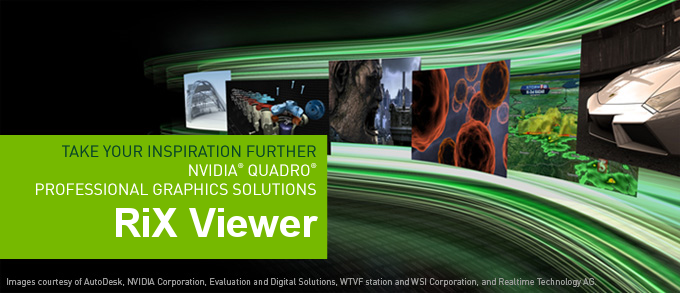 TAKE YOUR INSPIRATION FURTHER
NVIDIA® QUADRO®
PROFESSIONAL GRAPHICS SOLUTIONS
RiX Viewer
Images courtesy of AutoDesk, NVIDIA Corporation, Evaluation and Digital Solutions, WTVF station and WSI Corporation, and Realtime Technology AG.